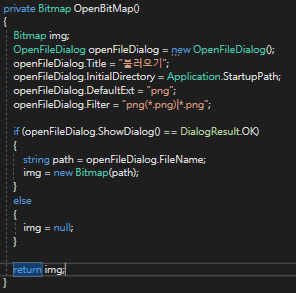 private Bitmap OpenBitMap()
{
Bitmap img;
OpenFileDialog openFileDialog = new OpenFileDialog();
openFileDialog.Title = "불러오기";
openFileDialog.InitialDirectory = Application.StartupPath;
openFileDialog.DefaultExt = "png";
openFileDialog.Filter = "png(*.png)|*.png";
if (openFileDialog.ShowDialog() == DialogResult.OK)
{
string path = openFileDialog.FileName;
img = new Bitmap(path);
}
else
{
img = null;
}
return img;
}